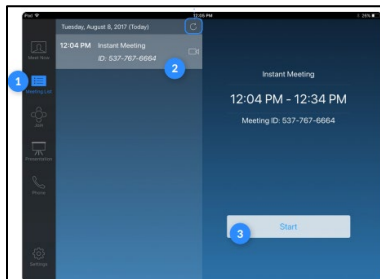 iPad
12:05 PM
26%
Tuesday, August 8, 2017 (Today)
12:04 PM Instant Meeting
ID: 537-767-6664
2
Meet Now
1
Meeting List
Join
Presentation
Phone
Settings
Instant Meeting
12:04 PM - 12:34 PM
Meeting ID: 537-767-6664
3
Start